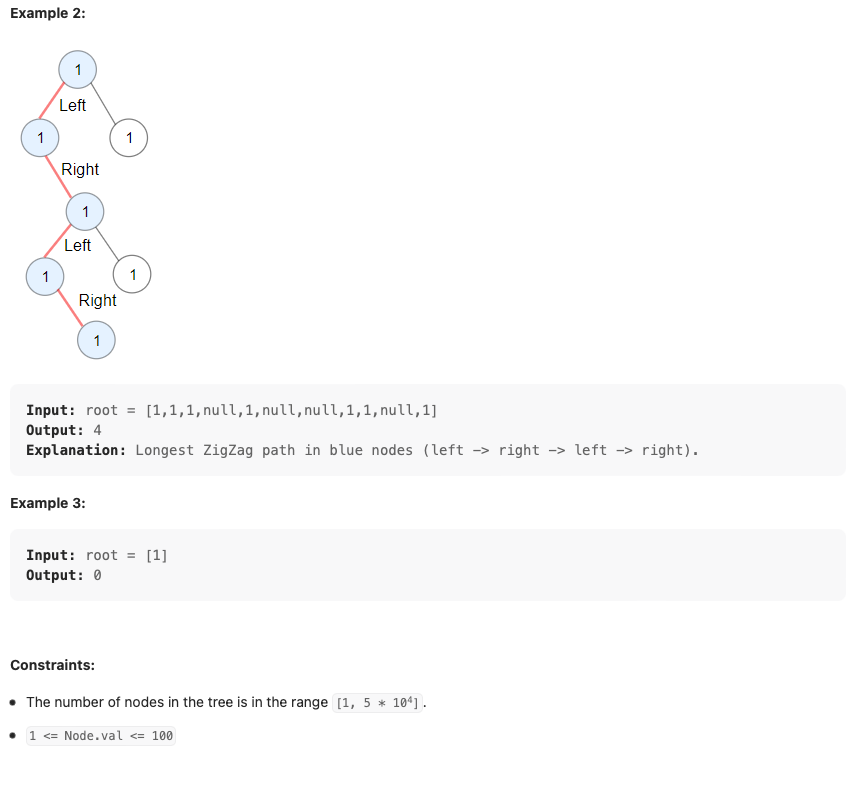 Example 2:
1
Left
1 1
Right
1
Left
1 1
Right
1
Input: root = [1,1,1,null,1,null,null,1,1,null,1]
Output: 4
Explanation: Longest ZigZag path in blue nodes (left -> right -> left -> right).
Example 3:
Input: root = [1]
Output: 0
Constraints:
• The number of nodes in the tree is in the range [1, 5 * 10⁴].
• 1 <= Node.val <= 100